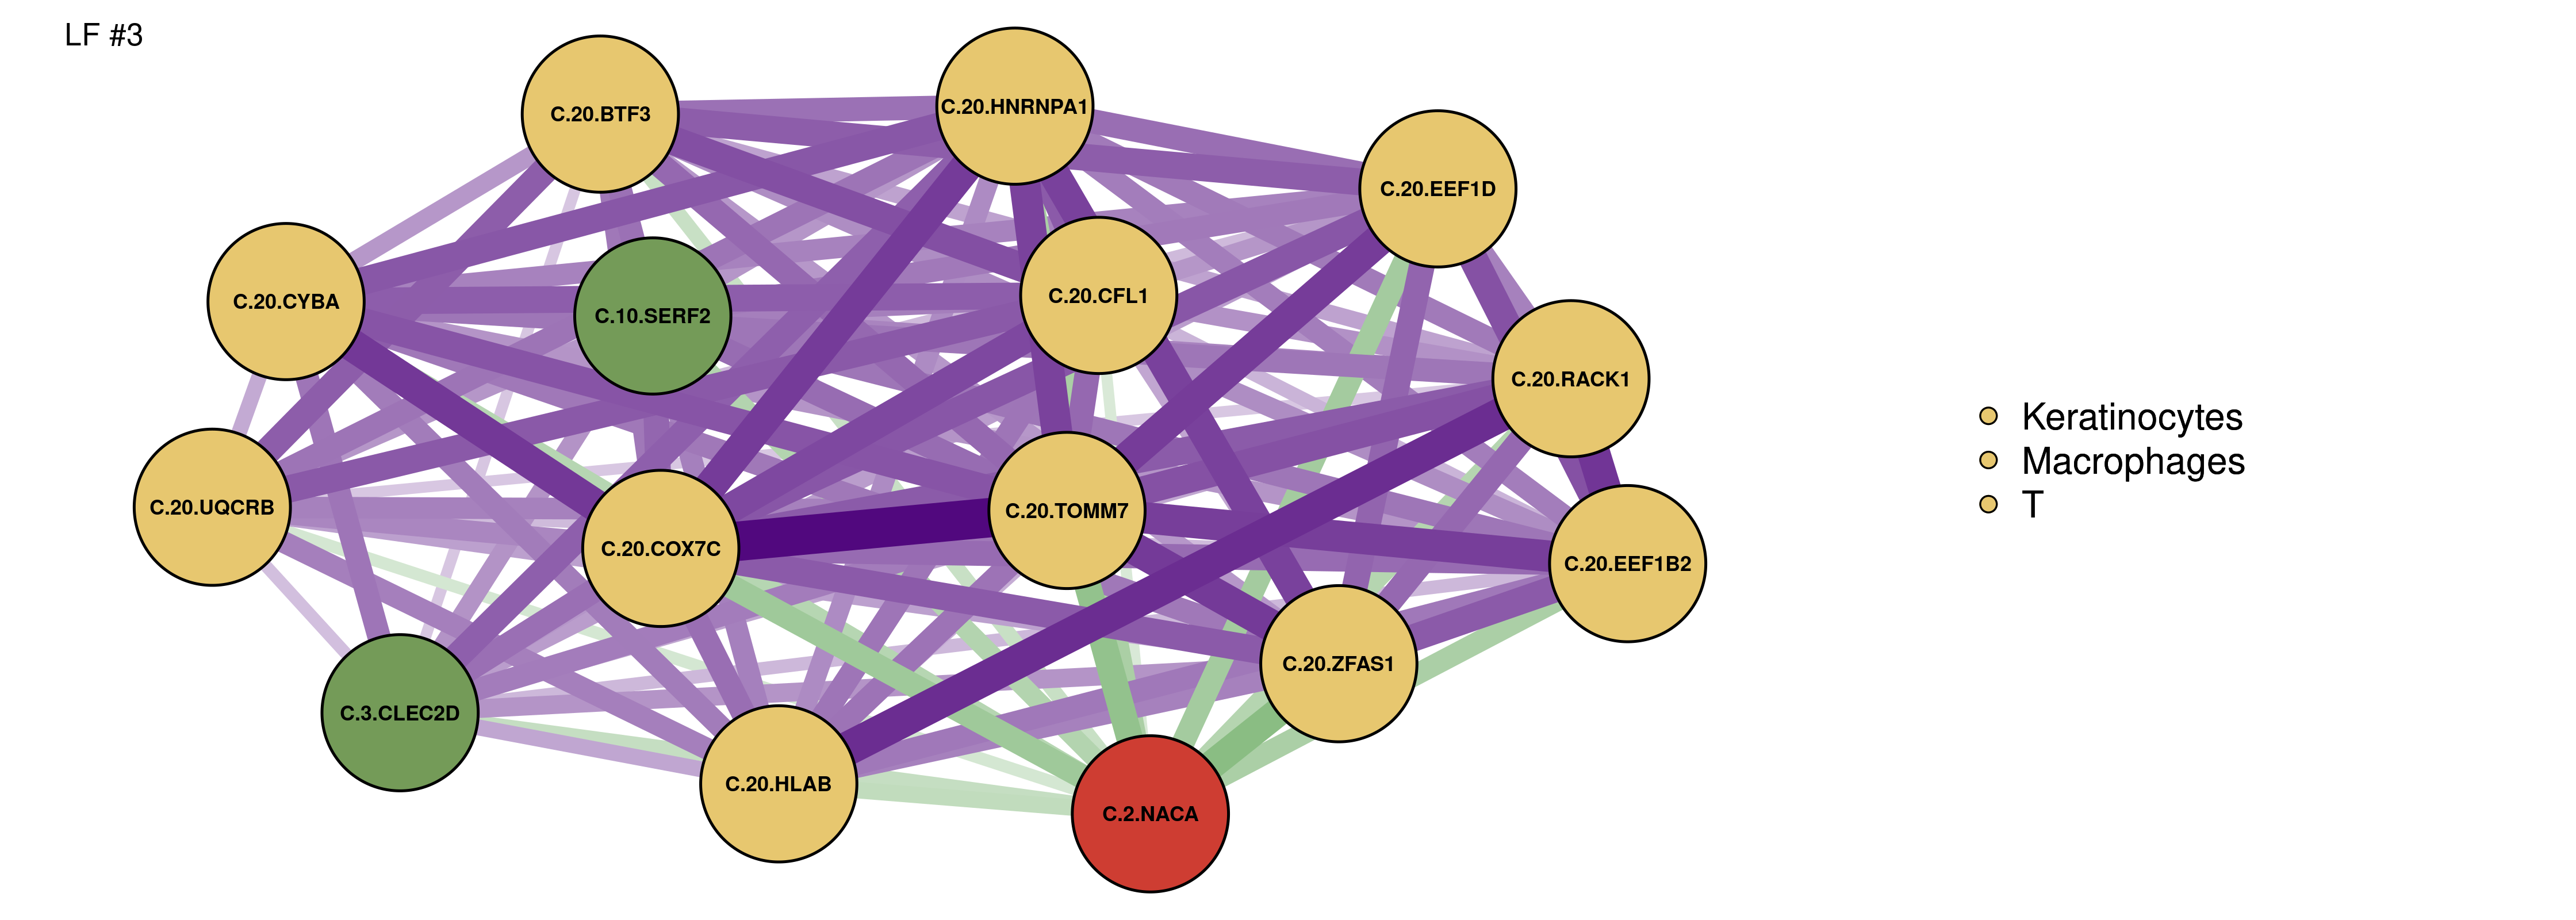 LF #3
C.20.BTF3
C.20.HNRNPA1
C.20.EEF1D
C.20.CYBA
C.10.SERF2
C.20.CFL1
C.20.RACK1
C.20.UQCRB
C.20.COX7C
C.20.TOMM7
C.20.EEF1B2
C.3.CLEC2D
C.20.HLAB
C.2.NACA
C.20.ZFAS1
Keratinocytes
Macrophages
T